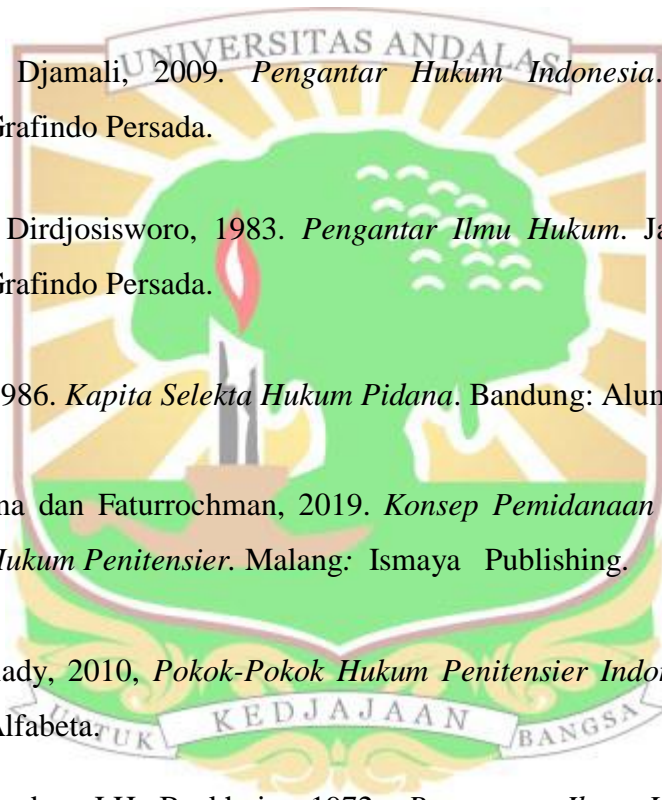 UNIVERSITAS ANDALAS
Djamali, 2009. Pengantar Hukum Indonesia.
Grafindo Persada.
Dirdjosisworo, 1983. Pengantar Ilmu Hukum. Ja
Grafindo Persada.
986. Kapita Selekta Hukum Pidana. Bandung: Alum
na dan Faturrochman, 2019. Konsep Pemidanaan
Hukum Penitensier. Malang: Ismaya Publishing.
iady, 2010, Pokok-Pokok Hukum Penitensier Indon
Alfabeta.
UNTUK KEDJAJAAN BANGSA